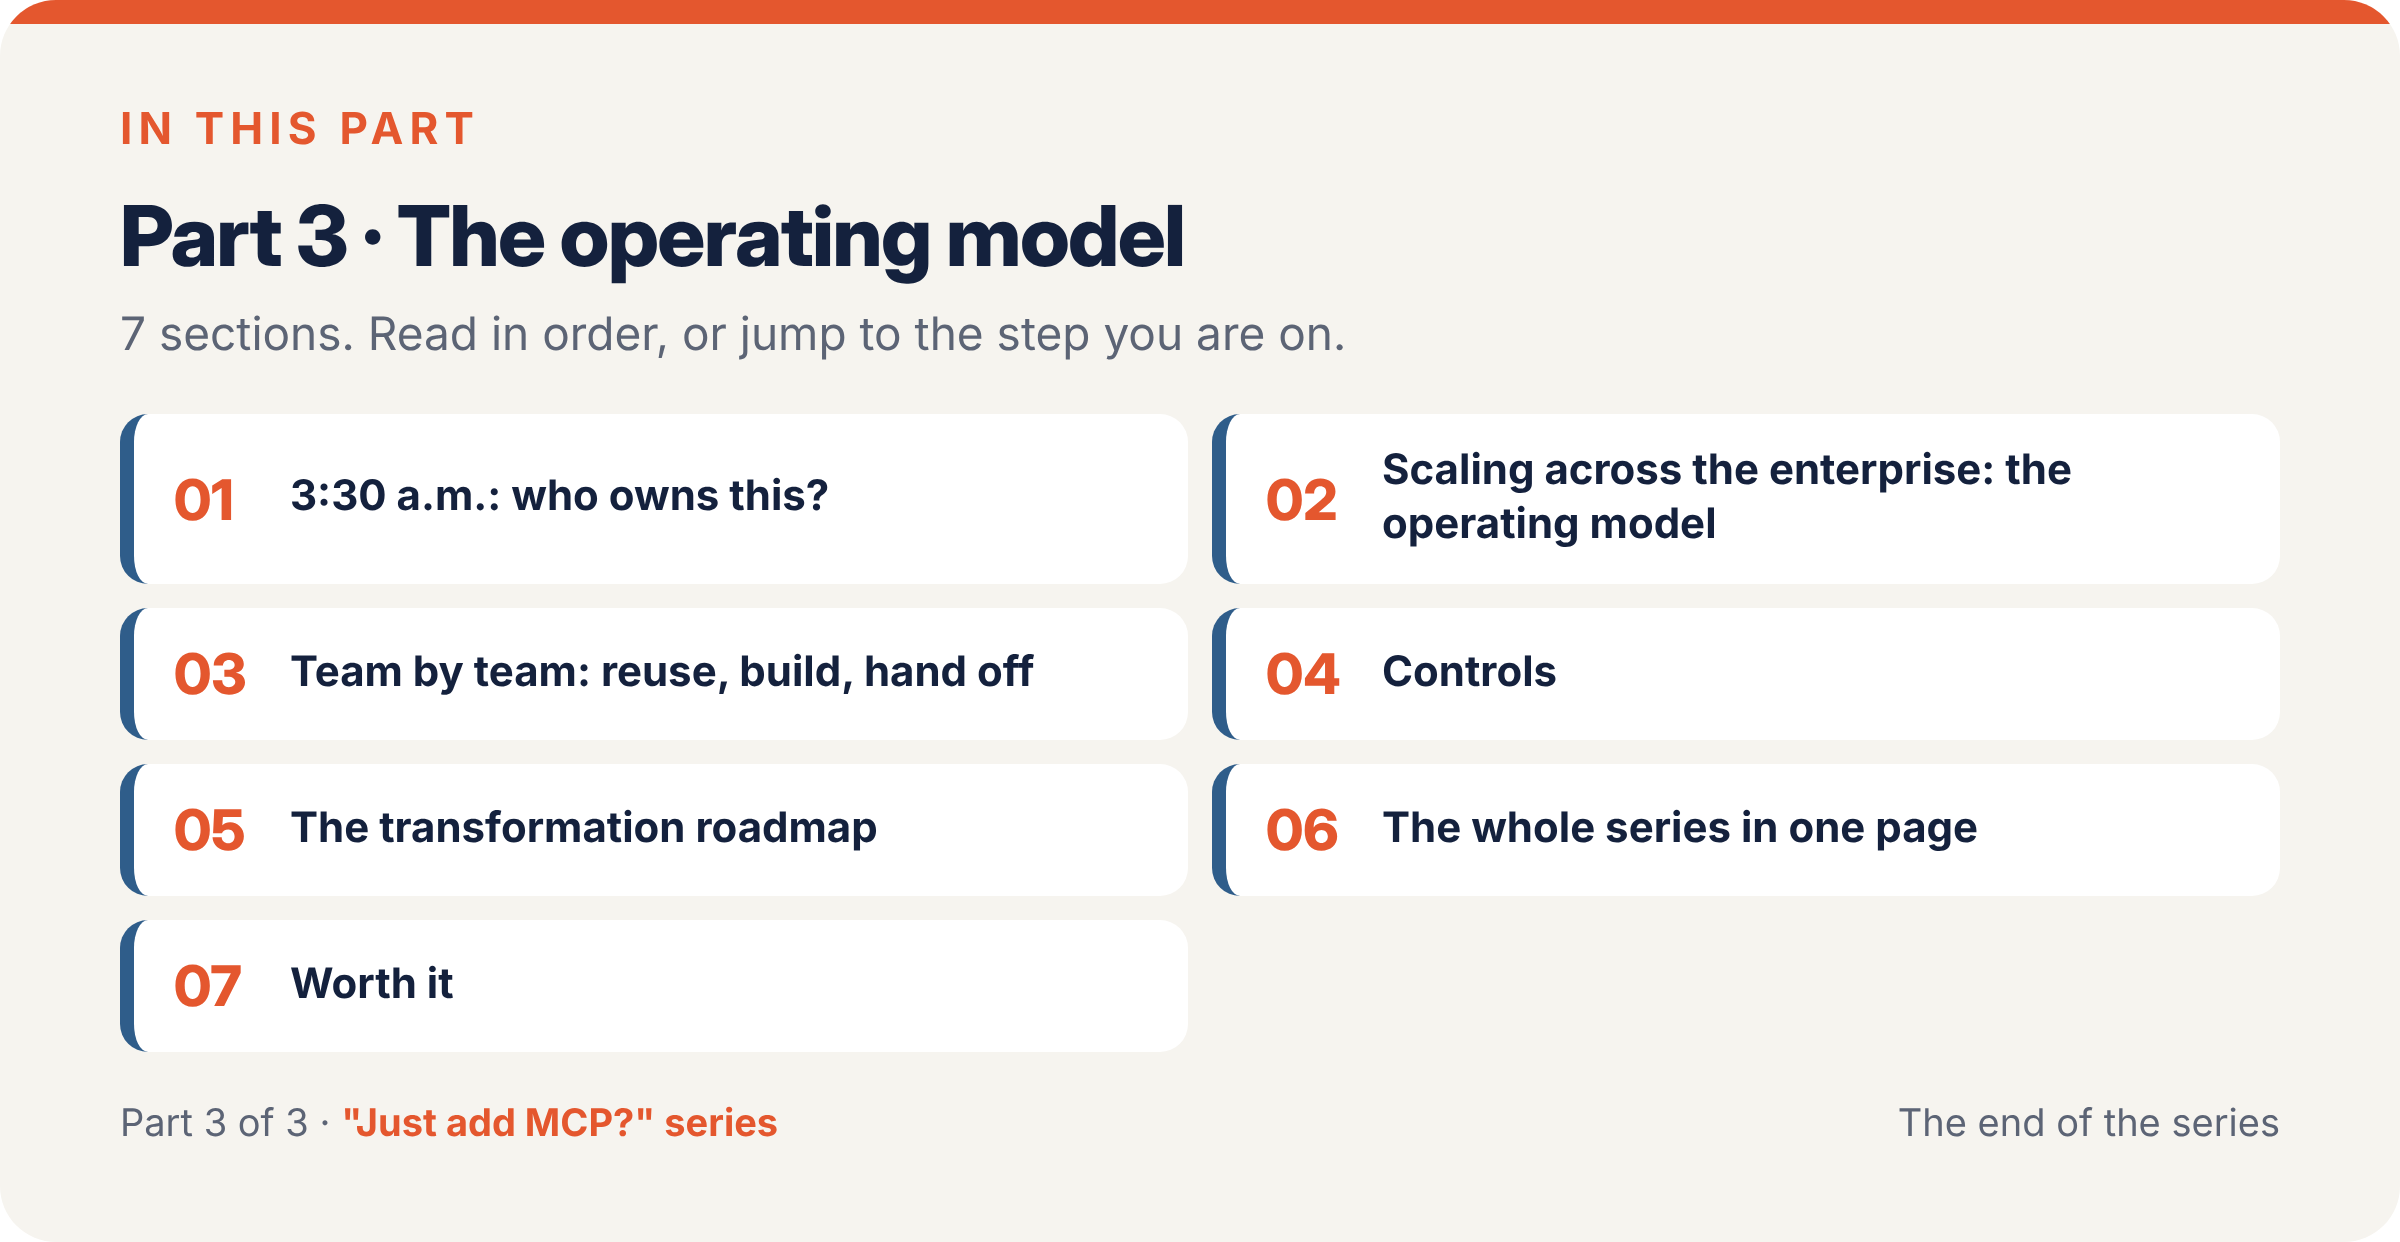 IN THIS PART
Part 3 · The operating model
7 sections. Read in order, or jump to the step you are on.
01 3:30 a.m.: who owns this?
02 Scaling across the enterprise: the
operating model
03 Team by team: reuse, build, hand off
04 Controls
05 The transformation roadmap
06 The whole series in one page
07 Worth it
Part 3 of 3 · "Just add MCP?" series
The end of the series